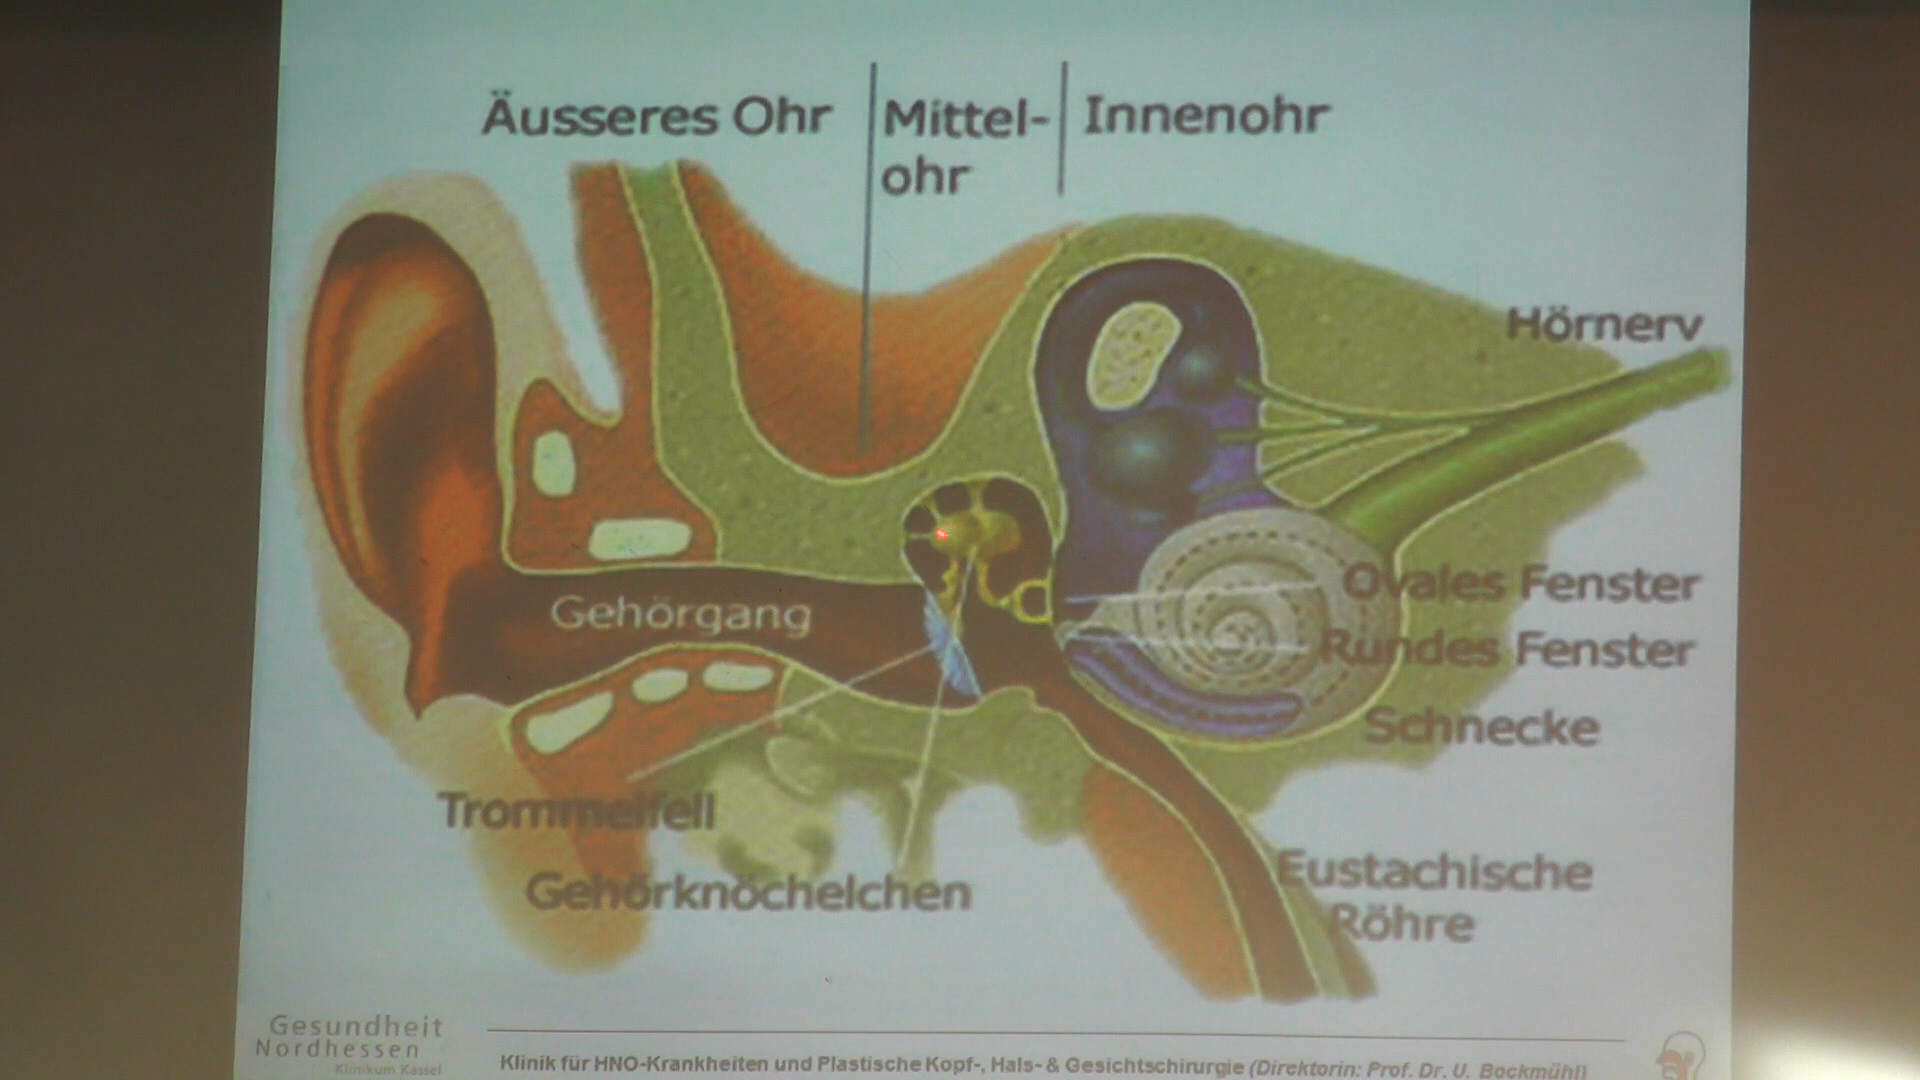 Äusseres Ohr
Mittel-
ohr
Innenohr
Hörnerv
Gehörgang
Ovales Fenster
Rundes Fenster
Schnecke
Trommelfell
Gehörknöchelchen
Eustachische
Röhre
Gesundheit
Nordhessen
Klinikum Kassel
Klinik für HNO-Krankheiten und Plastische Kopf-, Hals- & Gesichtschirurgie (Direktorin: Prof. Dr. U. Bockmühl)